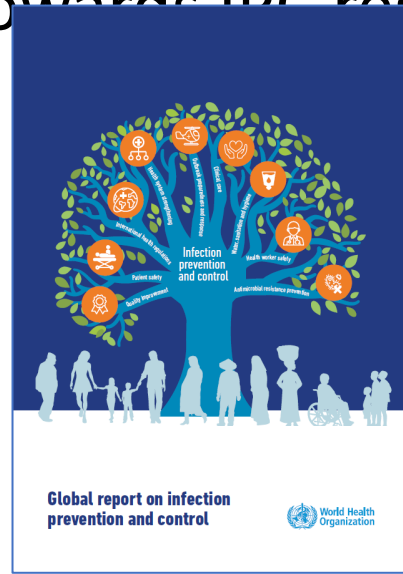 Infection
prevention
and control
Quality improvement
Patient safety
International health regulations
Health system strengthening
Outbreak preparedness and response
Clinical care
Water, sanitation and hygiene
Health worker safety
Antimicrobial resistance prevention
Global report on infection
prevention and control
World Health
Organization